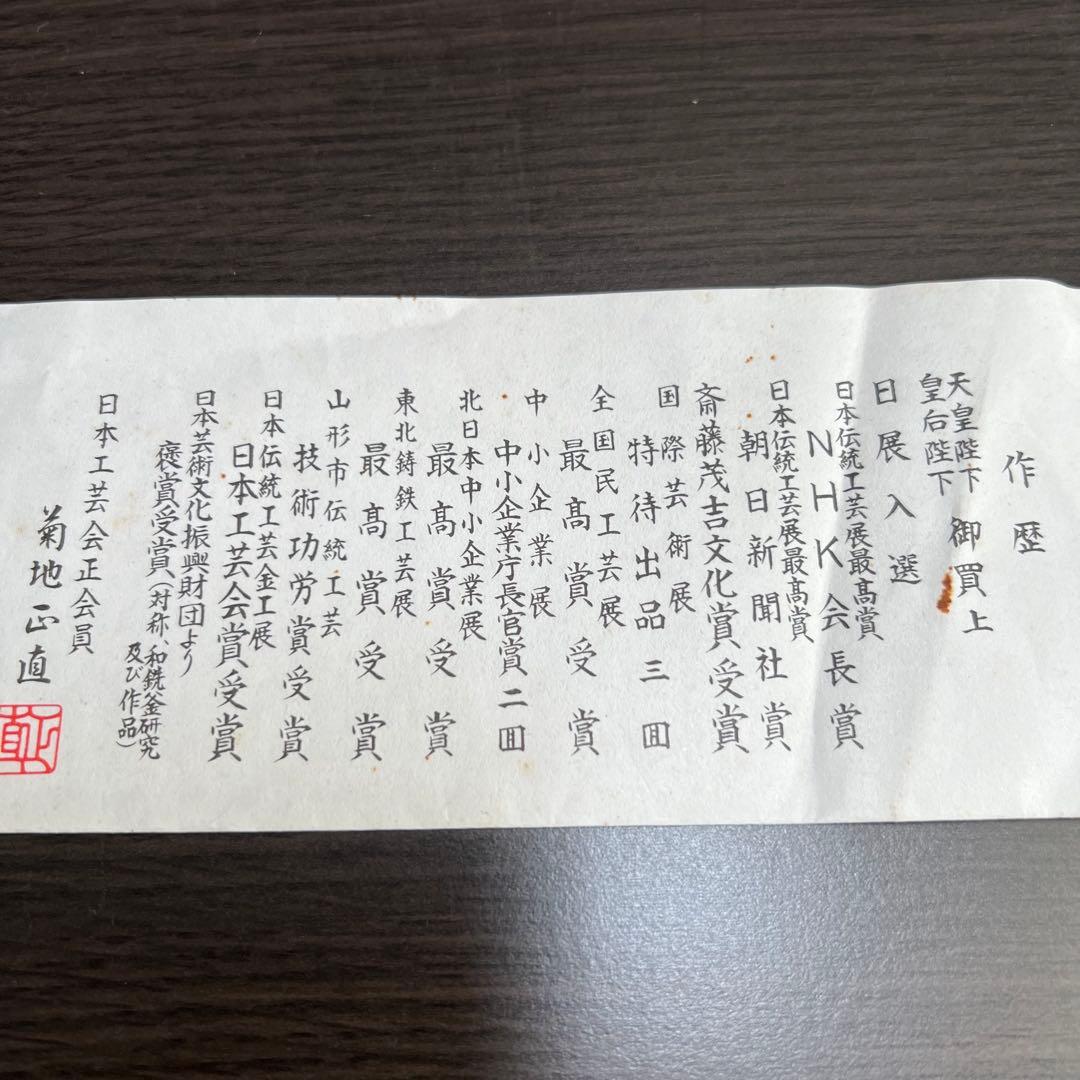 作歴
天皇陛下
皇后陛下
御買上
日展入選
日本伝統工芸展最高賞
NHK会長賞
日本伝統工芸展最高賞
朝日新聞社賞
斎藤茂吉文化賞受賞
国際芸術展
特待出品三回
全国民工芸展
最高賞受賞
中小企業展
中小企業庁長官賞二回
北日本中小企業展
最高賞受賞
東北鋳鉄工芸展
最高賞受賞
山形市伝統工芸
技術功労賞受賞
日本伝統工芸金工展
日本工芸会賞受賞
日本芸術文化振興財団より
褒賞受賞、(対称、和銑釜研究
及び作品)
日本工芸会正会員
菊地正直
正直